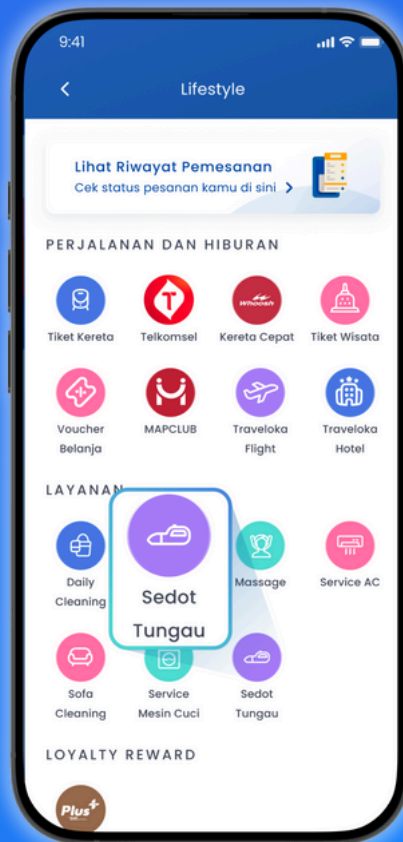 9:41
Lifestyle
Lihat Riwayat Pemesanan
Cek status pesanan kamu di sini
PERJALANAN DAN HIBURAN
whoosh
Tiket Kereta Telkomsel Kereta Cepat Tiket Wisata
Voucher Belanja MAPCLUB Traveloka Flight Traveloka Hotel
LAYANAN
Sedot
Tungau
Daily Cleaning Massage Service AC
Sofa Cleaning Service Mesin Cuci Sedot Tungau
LOYALTY REWARD
Plus+